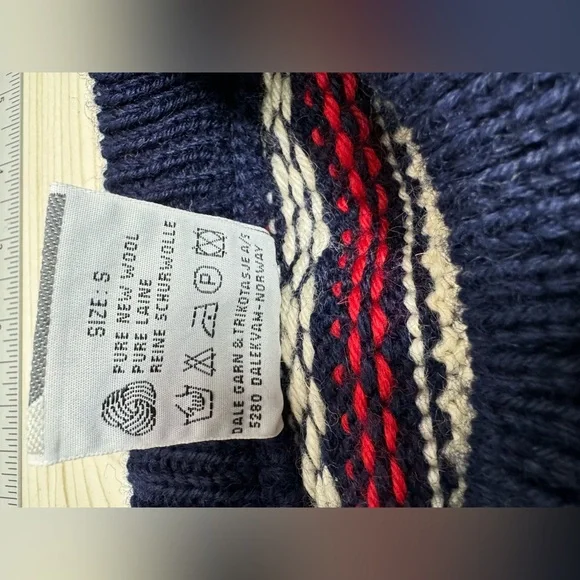 SIZE: S
PURE NEW WOOL
PURE LAINE
REINE SCHURWOLLE
P
DALE GARN & TRIKOTASJE A/S
5280 DALEKVAM-NORWAY